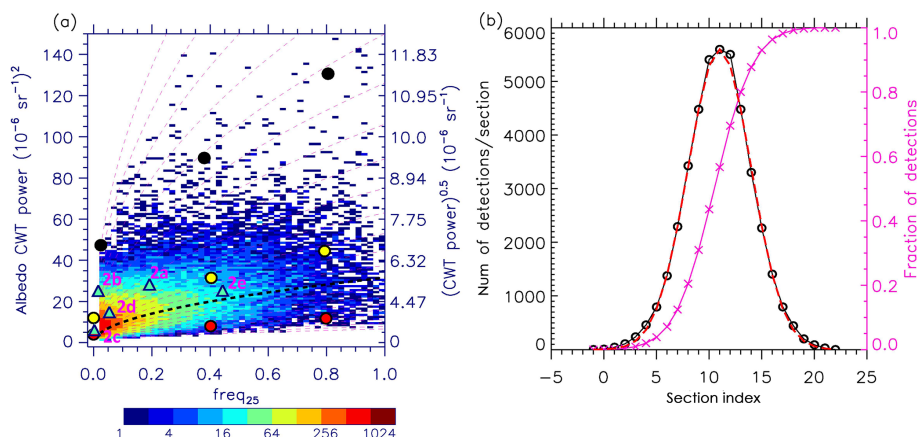 (a)
Albedo CWT power (10⁻⁶ sr⁻¹)²
140
120
100
80
60
40
20
0
11.83
10.95
10.0
8.94
7.75
6.32
4.47
(CWT power)⁰·⁵ (10⁻⁶ sr⁻¹)
2b
2a
2e
2d
2c
0.0 0.2 0.4 0.6 0.8 1.0
freq₂₅
1 4 16 64 256 1024
(b)
Num of detections/section
6000
5000
4000
3000
2000
1000
0
1.0
0.8
0.6
0.4
0.2
0.0
Fraction of detections
-5 0 5 10 15 20 25
Section index